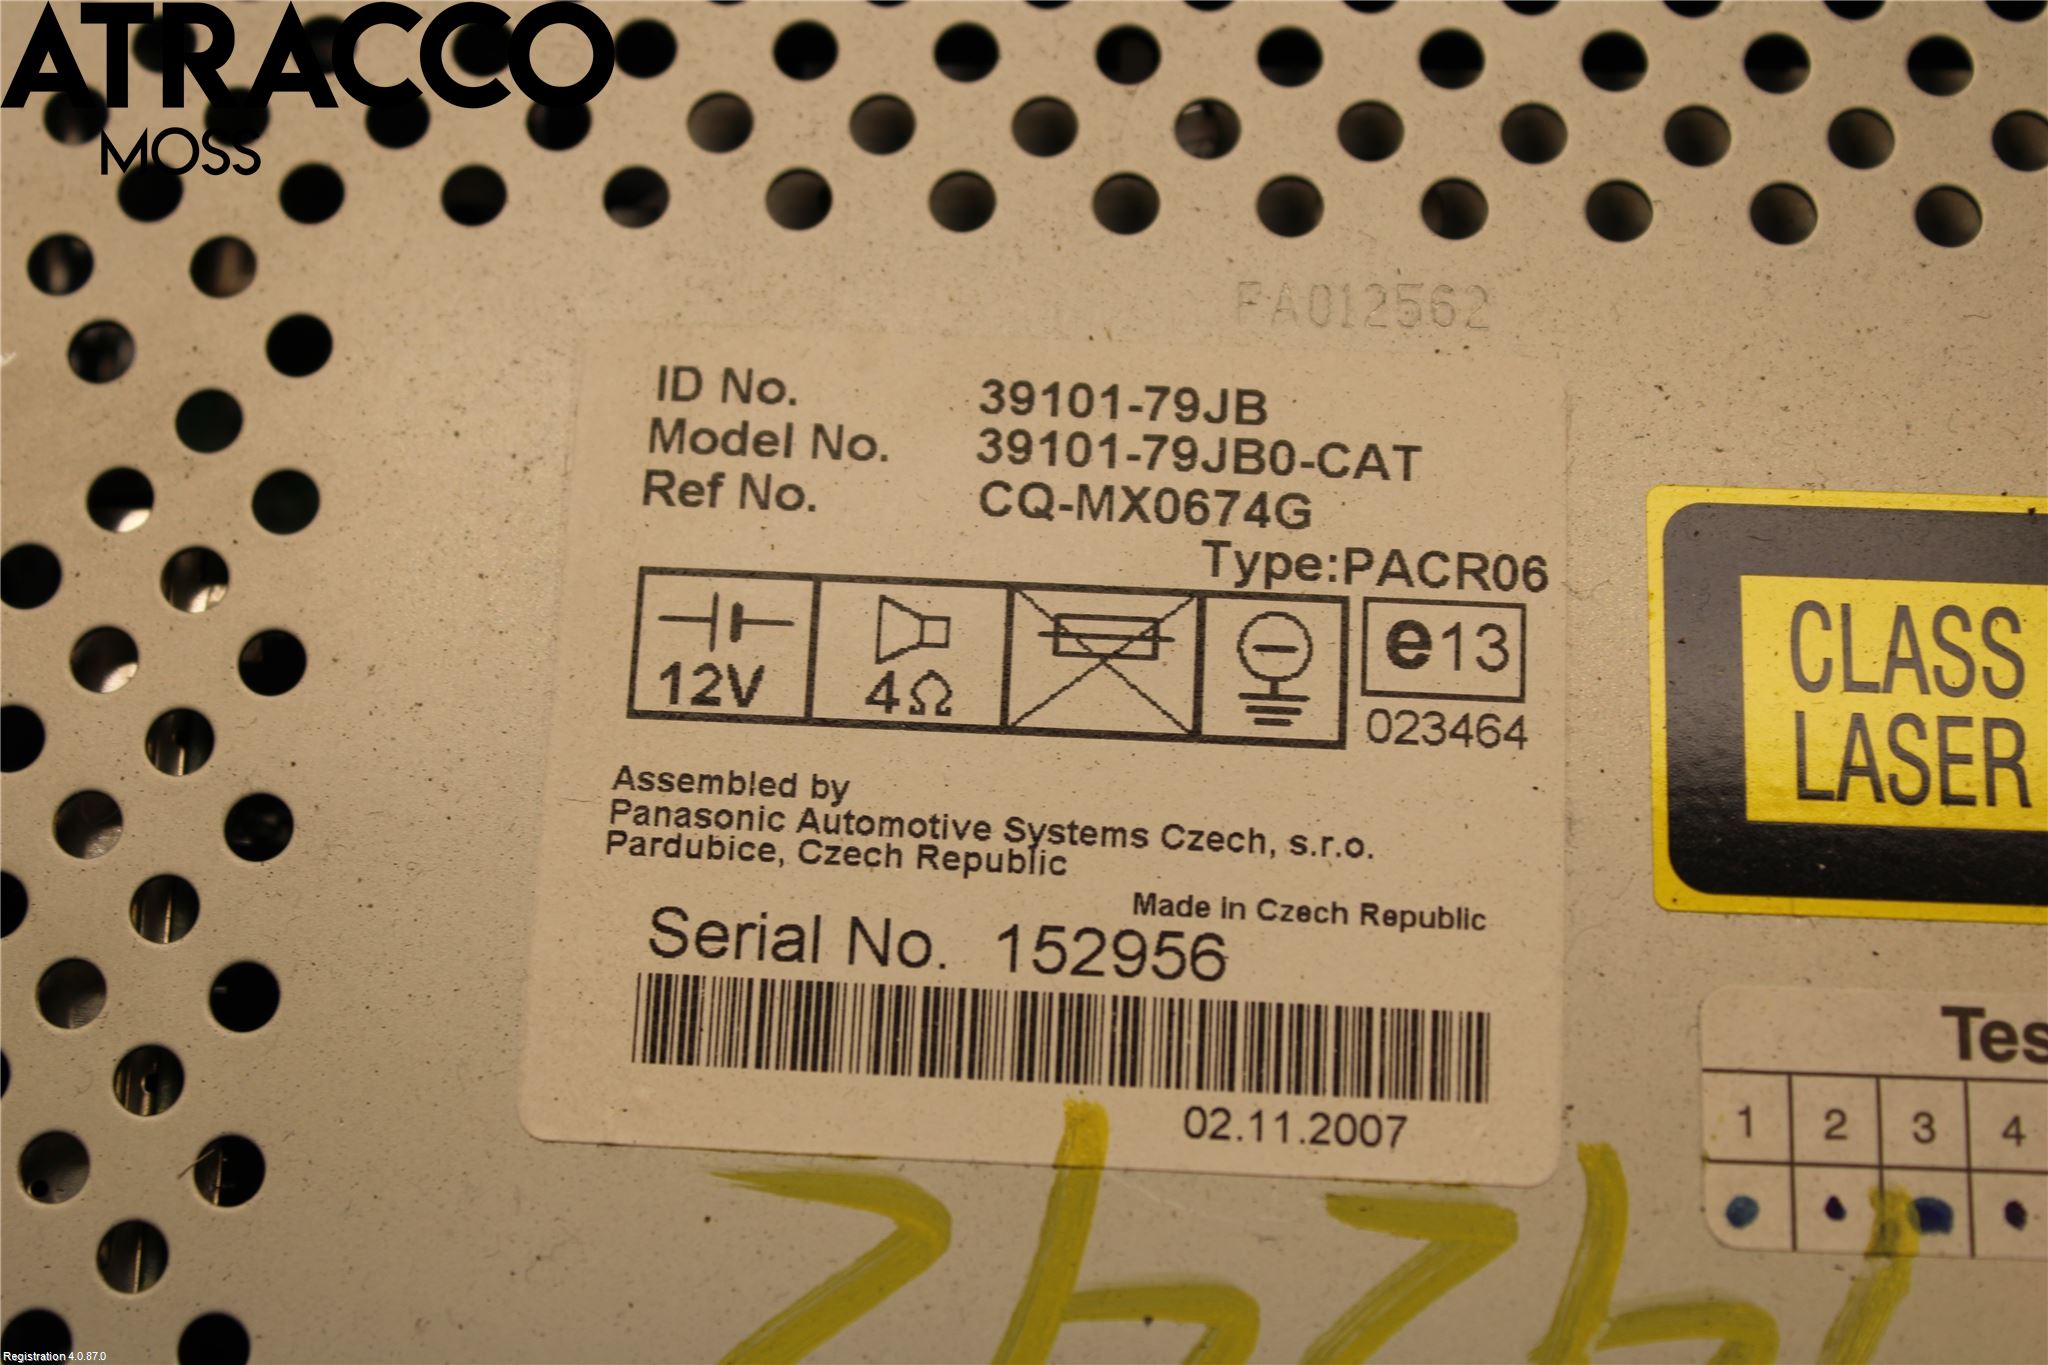 ATRACCO
MOSS
FA012562
ID No. 39101-79JB
Model No. 39101-79JB0-CAT
Ref No. CQ-MX0674G
Type:PACR06
12V 4Ω e13
023464
CLASS
LASER
Assembled by
Panasonic Automotive Systems Czech, s.r.o.
Pardubice, Czech Republic
Made in Czech Republic
Serial No. 152956
02.11.2007
1 2 3 4
Registration 4.0.87.0